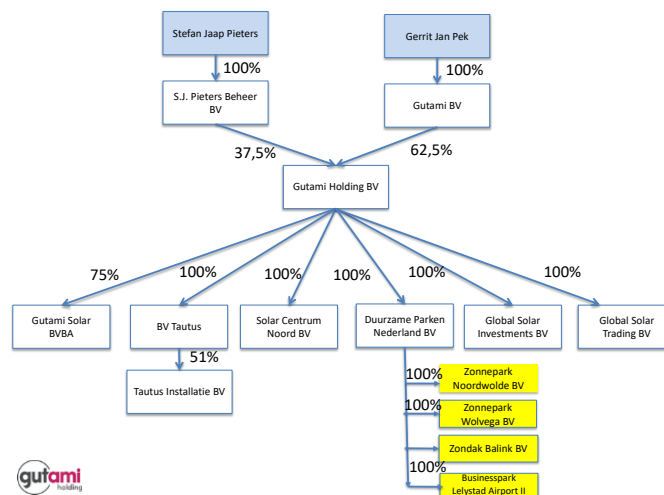 Stefan Jaap Pieters
Gerrit Jan Pek
100%
100%
S.J. Pieters Beheer
BV
Gutami BV
37,5%
62,5%
Gutami Holding BV
75%
100%
100%
100%
100%
100%
Gutami Solar
BVBA
BV Tautus
Solar Centrum
Noord BV
Duurzame Parken
Nederland BV
Global Solar
Investments BV
Global Solar
Trading BV
51%
Tautus Installatie BV
100%
Zonnepark
Noordwolde BV
100%
Zonnepark
Wolvega BV
Zondak Balink BV
100%
Businesspark
Lelystad Airport II
gutami
holding